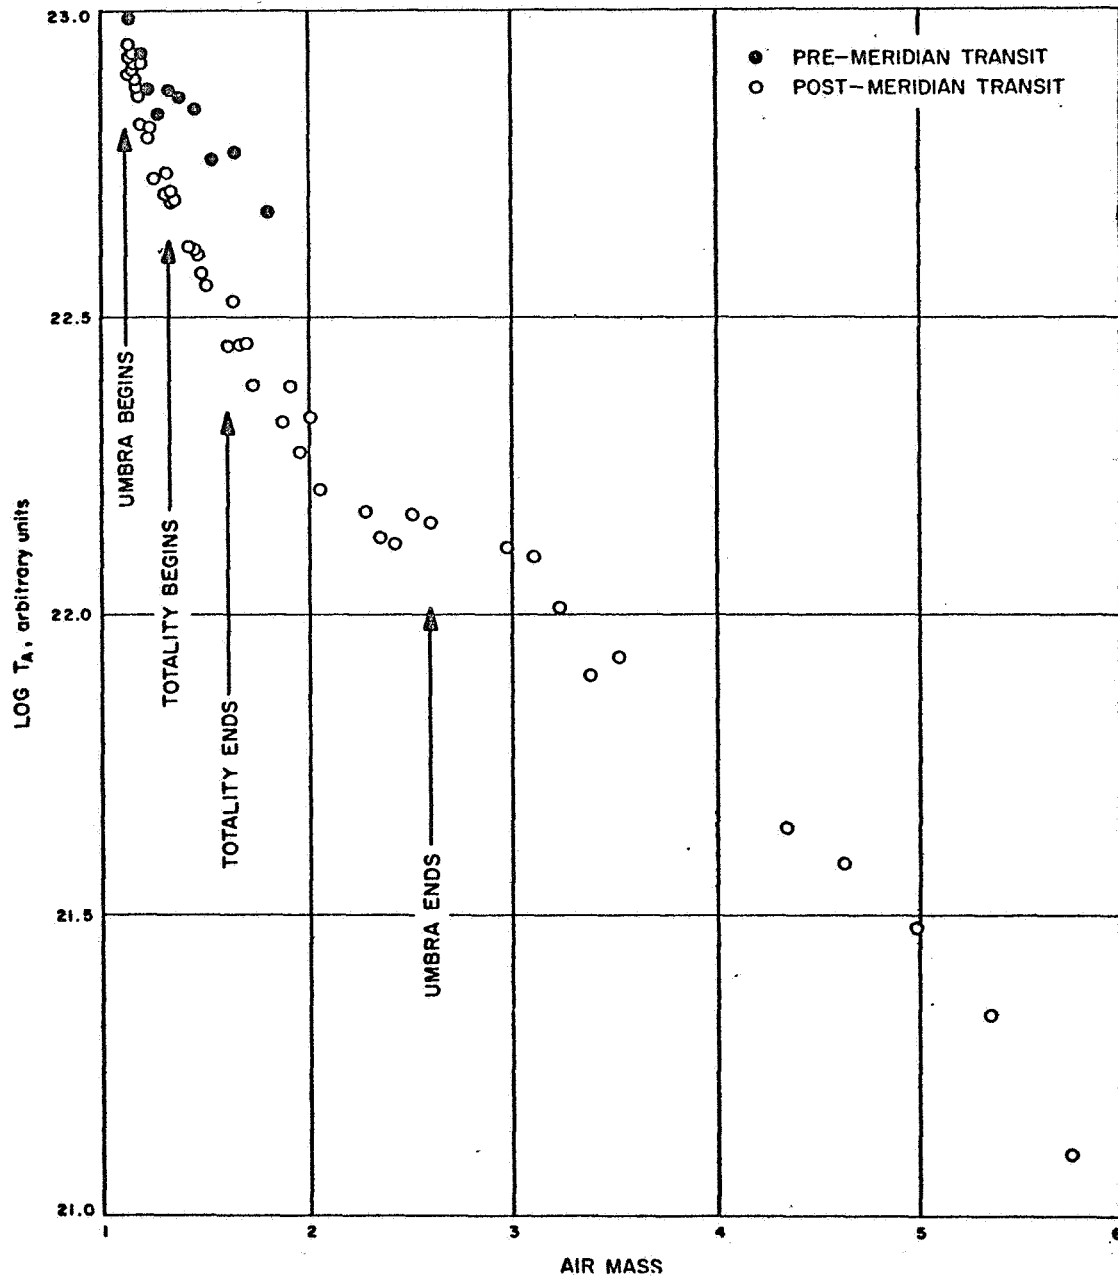 23.0
● PRE-MERIDIAN TRANSIT
○ POST-MERIDIAN TRANSIT
22.5
UMBRA BEGINS
TOTALITY BEGINS
TOTALITY ENDS
UMBRA ENDS
LOG TA, arbitrary units
22.0
21.5
21.0
1 2 3 4 5 6
AIR MASS